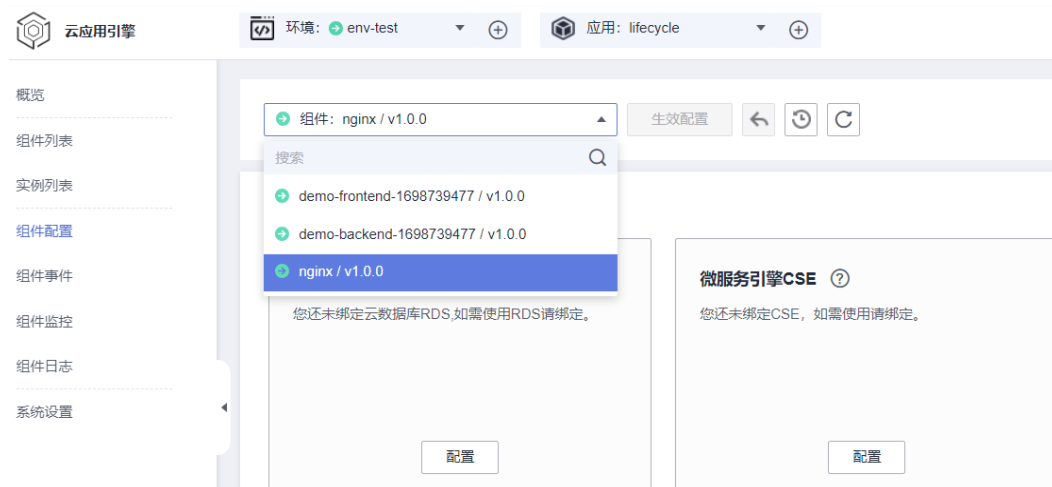 云应用引擎
环境：env-test
应用：lifecycle
概览
组件列表
实例列表
组件配置
组件事件
组件监控
组件日志
系统设置
组件：nginx / v1.0.0
生效配置
搜索
demo-frontend-1698739477 / v1.0.0
demo-backend-1698739477 / v1.0.0
nginx / v1.0.0
您还未绑定云数据库RDS,如需使用RDS请绑定。
配置
微服务引擎CSE
您还未绑定CSE，如需使用请绑定。
配置